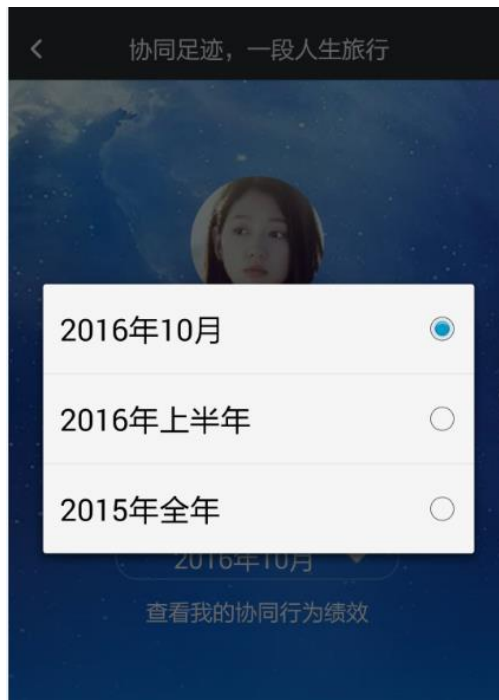 协同足迹，一段人生旅行
2016年10月
2016年上半年
2015年全年
2016年10月
查看我的协同行为绩效